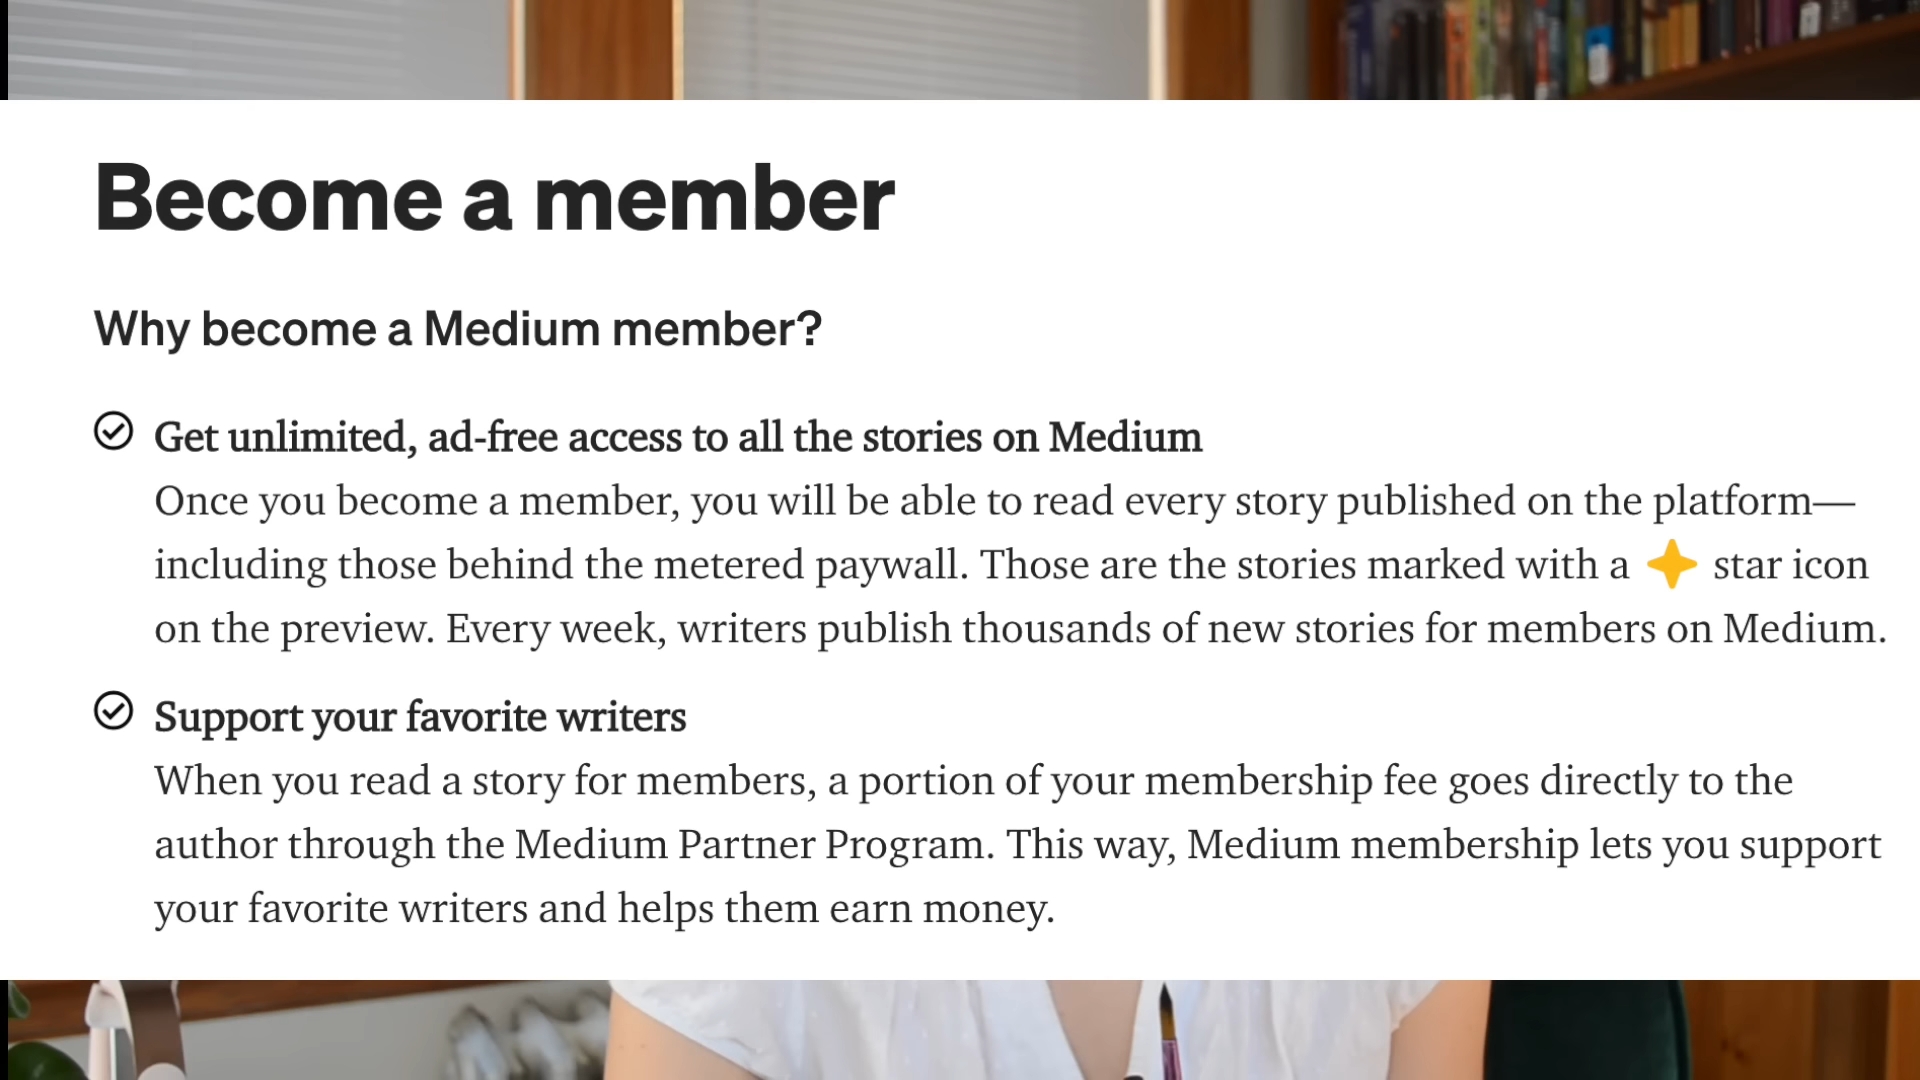 Become a member
Why become a Medium member?
Get unlimited, ad-free access to all the stories on Medium
Once you become a member, you will be able to read every story published on the platform—
including those behind the metered paywall. Those are the stories marked with a star icon
on the preview. Every week, writers publish thousands of new stories for members on Medium.
Support your favorite writers
When you read a story for members, a portion of your membership fee goes directly to the
author through the Medium Partner Program. This way, Medium membership lets you support
your favorite writers and helps them earn money.